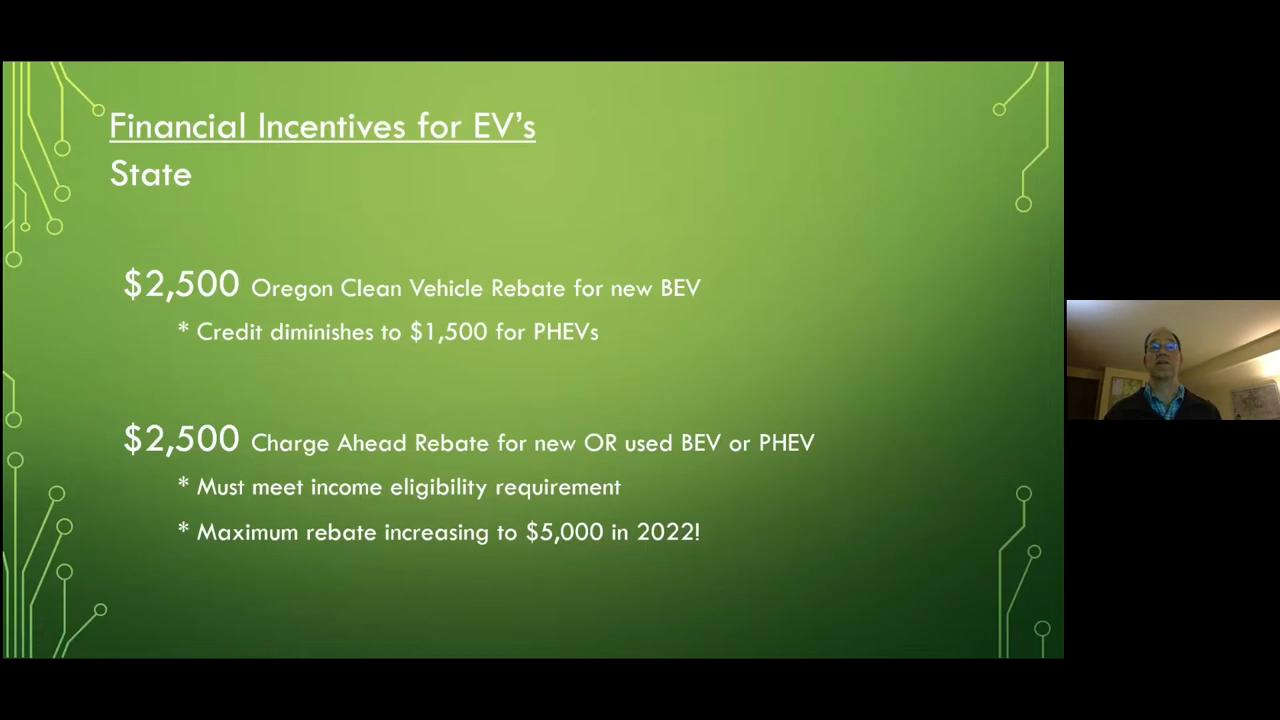 Financial Incentives for EV's
State
$2,500 Oregon Clean Vehicle Rebate for new BEV
* Credit diminishes to $1,500 for PHEVs
$2,500 Charge Ahead Rebate for new OR used BEV or PHEV
* Must meet income eligibility requirement
* Maximum rebate increasing to $5,000 in 2022!